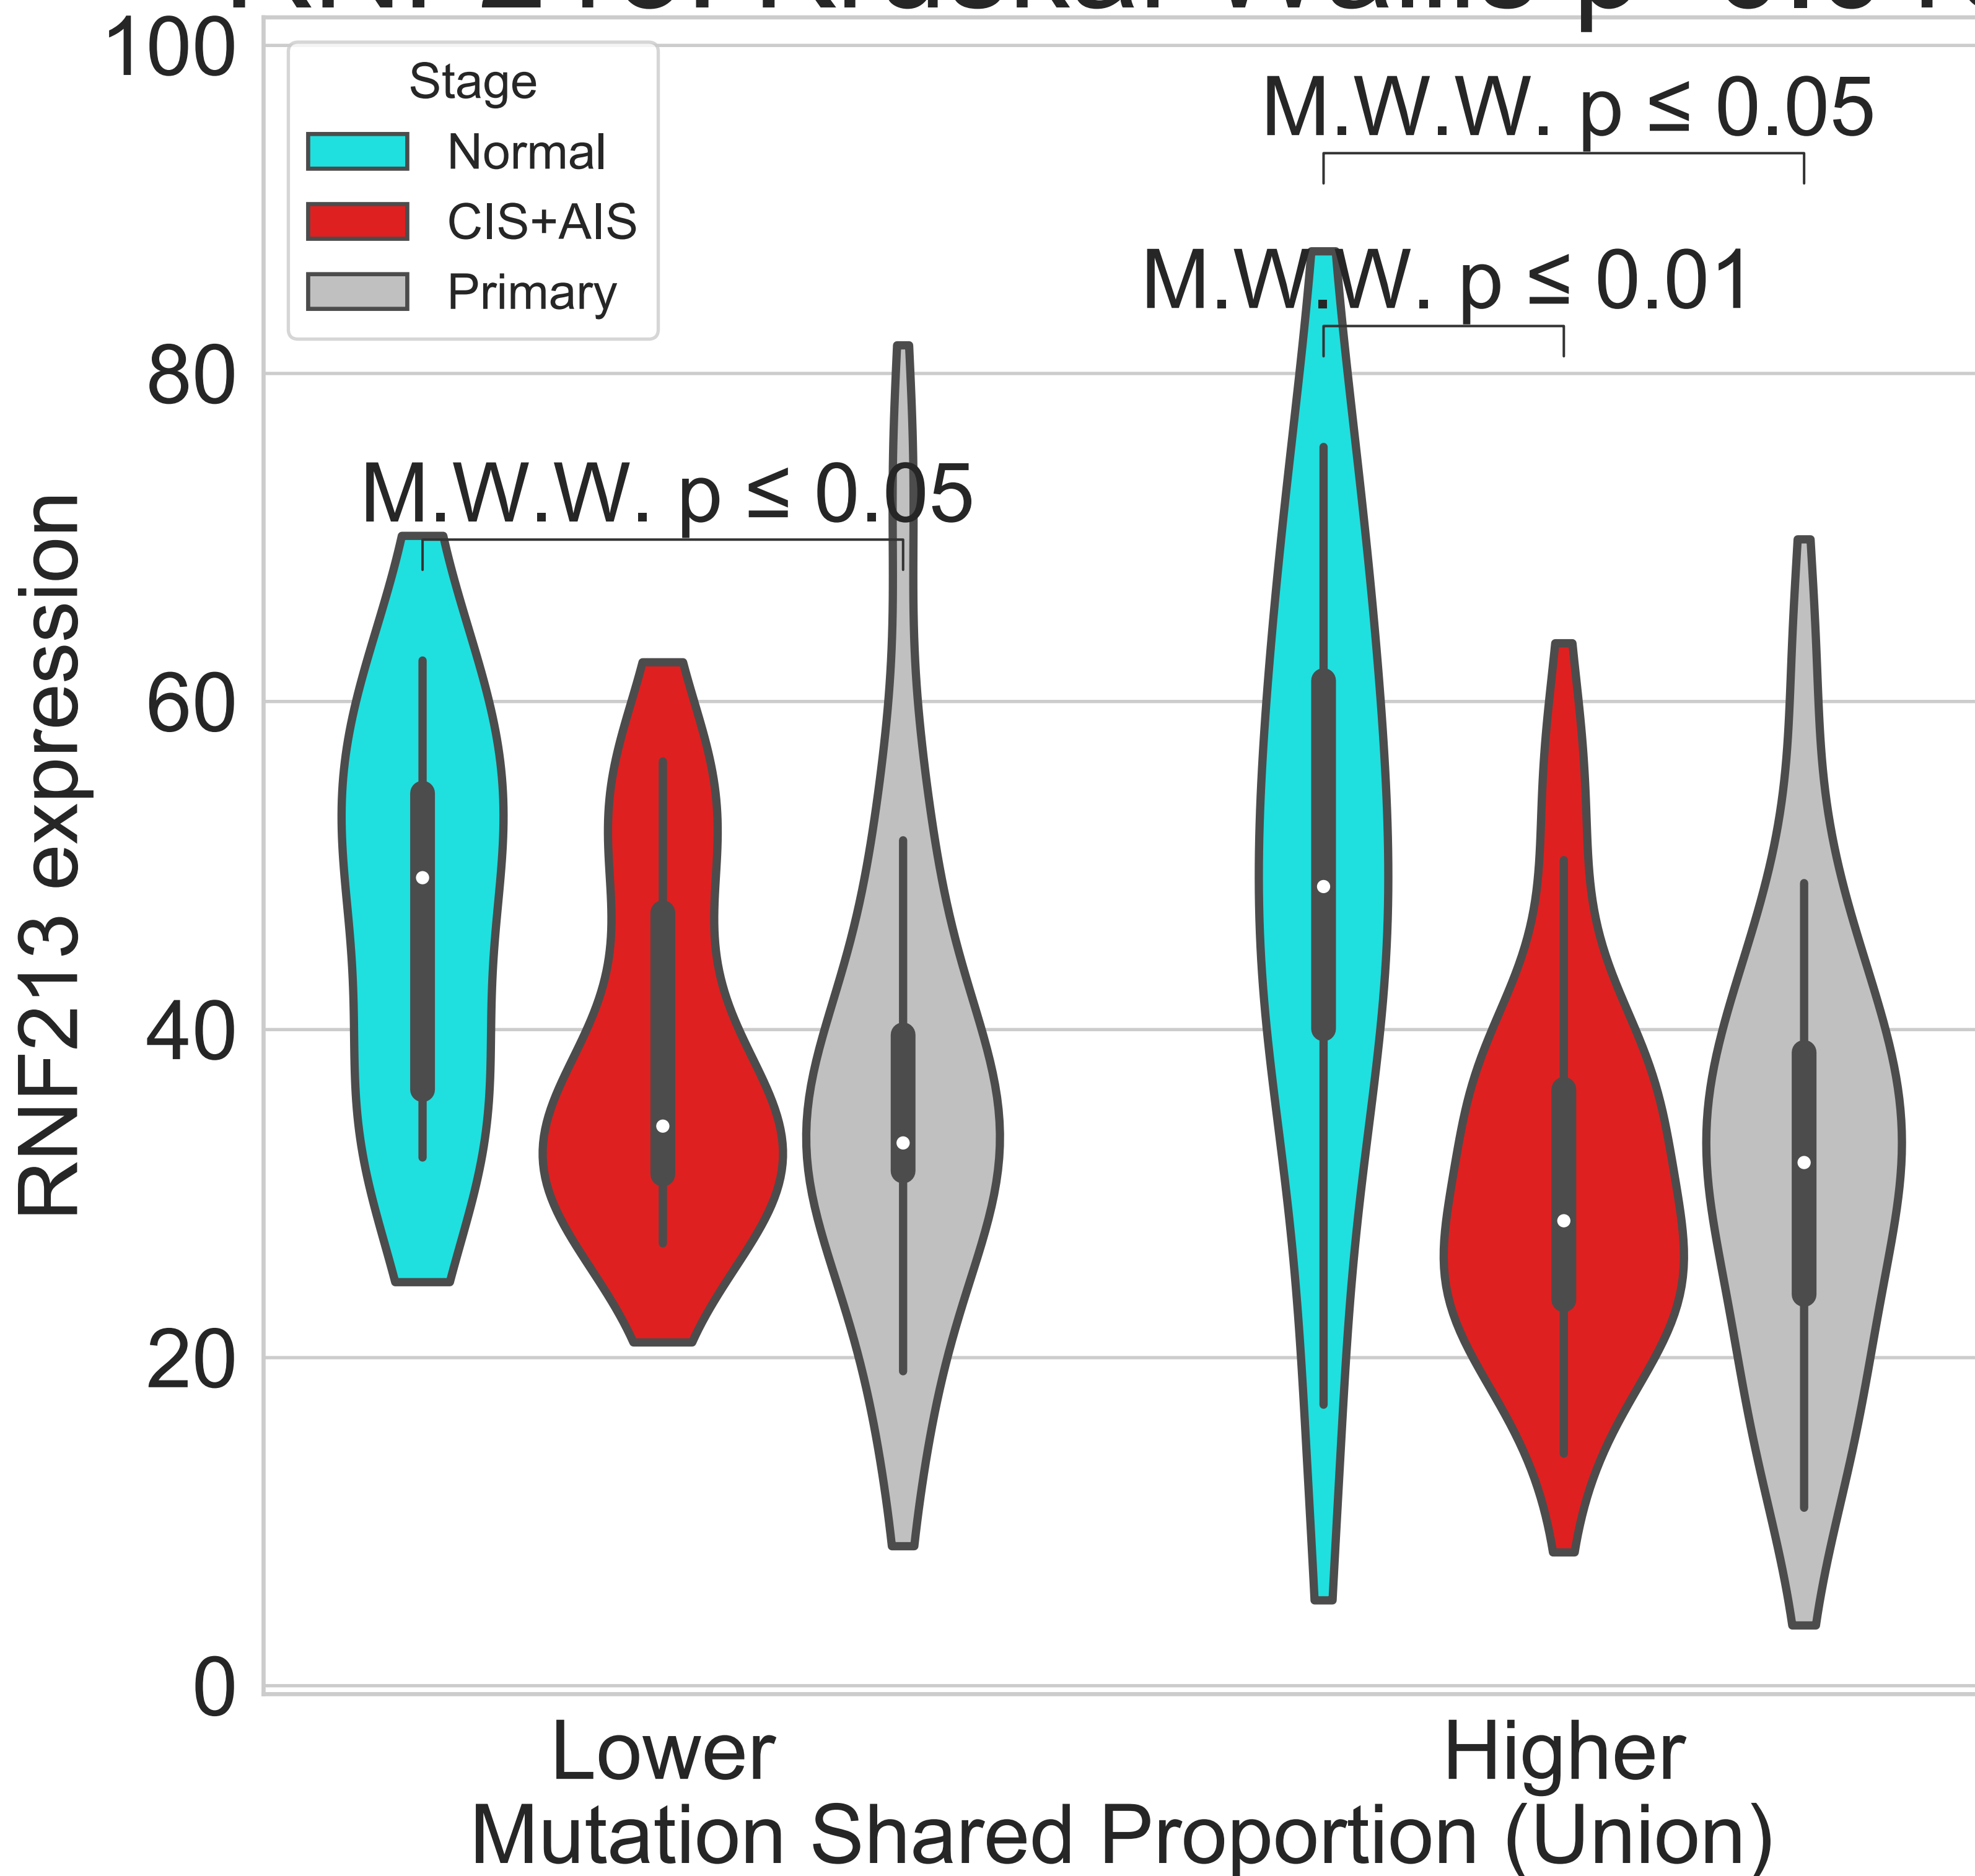 100
Stage
Normal
CIS+AIS
Primary
M.W.W. p ≤ 0.05
M.W.W. p ≤ 0.01
80
M.W.W. p ≤ 0.05
60
40
20
0
RNF213 expression
Lower
Higher
Mutation Shared Proportion (Union)